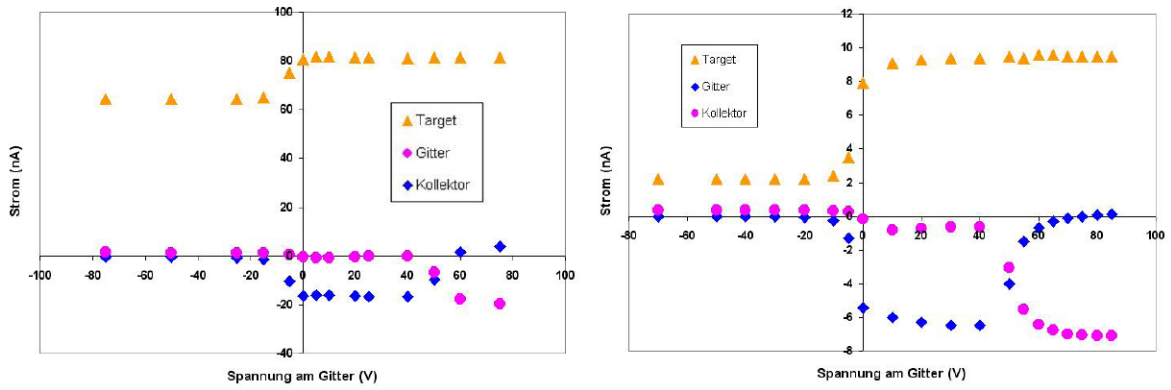 100
80
60
40
20
0
-20
-40
-100 -80 -60 -40 -20 0 20 40 60 80 100
Strom (nA)
Spannung am Gitter (V)
Target
Gitter
Kollektor
12
10
8
6
4
2
0
-2
-4
-6
-8
-80 -60 -40 -20 0 20 40 60 80 100
Strom (nA)
Spannung am Gitter (V)
Target
Gitter
Kollektor